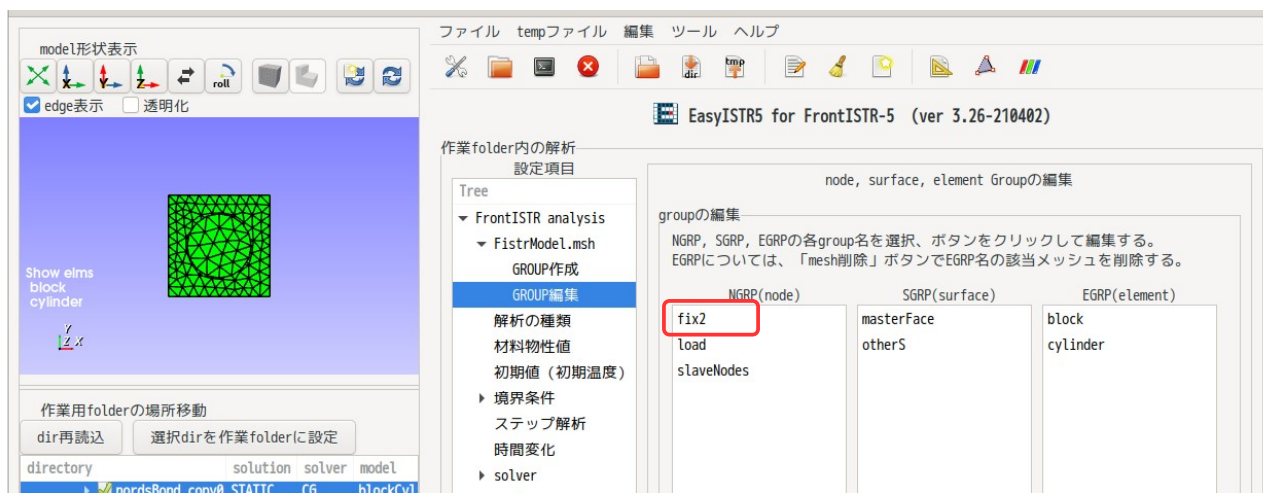 ファイル tempファイル 編集 ツール ヘルプ
model形状表示
X Y Z roll
dir tmp
edge表示 透明化
EasyISTR5 for FrontISTR-5 (ver 3.26-210402)
作業folder内の解析
設定項目
Tree
FrontISTR analysis
FistrModel.msh
GROUP作成
GROUP編集
解析の種類
材料物性値
初期値（初期温度）
境界条件
ステップ解析
時間変化
solver
node, surface, element Groupの編集
groupの編集
NGRP, SGRP, EGRPの各group名を選択、ボタンをクリックして編集する。
EGRPについては、「mesh削除」ボタンでEGRP名の該当メッシュを削除する。
NGRP(node) SGRP(surface) EGRP(element)
fix2 masterFace block
load otherS cylinder
slaveNodes
Show elms
block
cylinder
Y
Z X
作業用folderの場所移動
dir再読込 選択dirを作業folderに設定
directory solution solver model
STATIC CG blockCyl